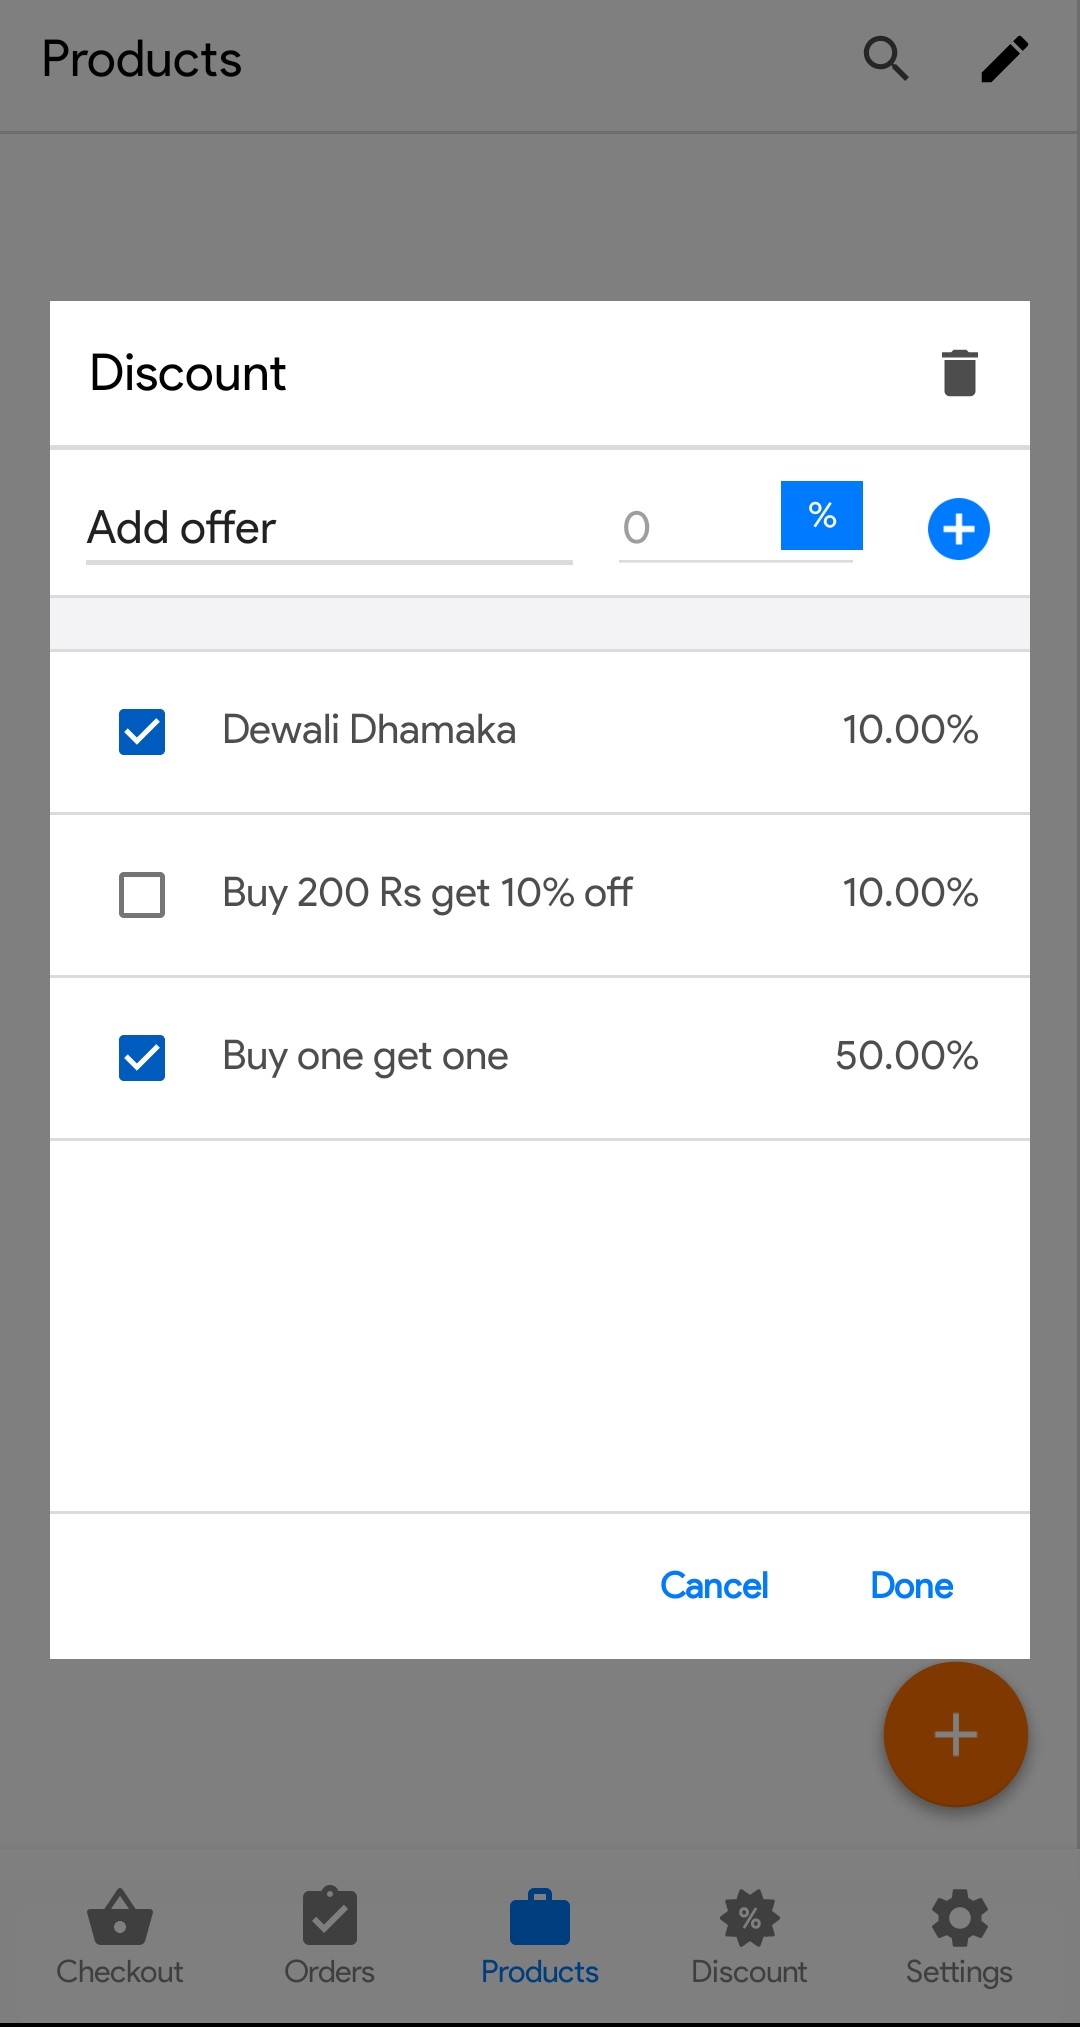 Products
Discount
Add offer 0 %
Dewali Dhamaka 10.00%
Buy 200 Rs get 10% off 10.00%
Buy one get one 50.00%
Cancel Done
Checkout Orders Products % Discount Settings